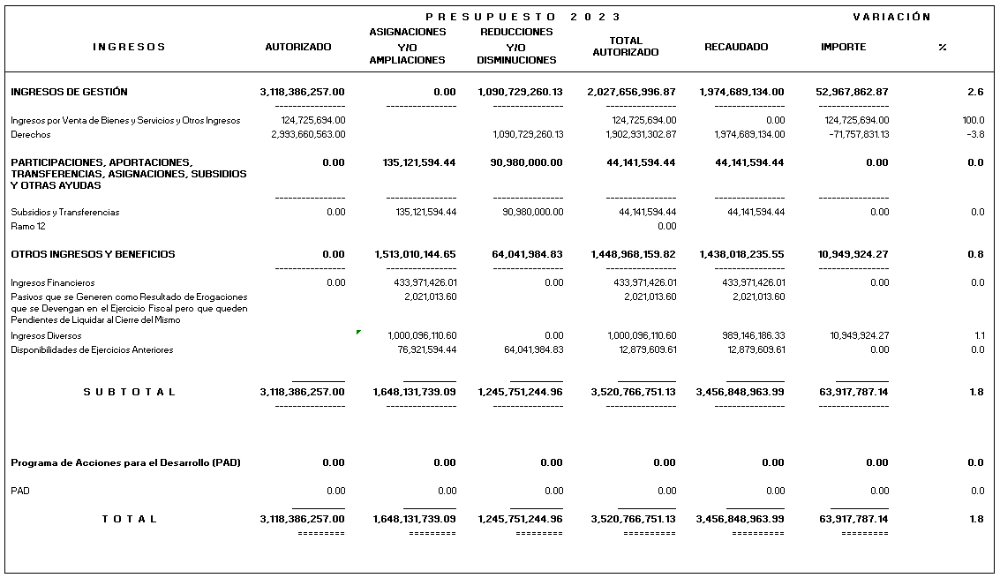 PRESUPUESTO 2023 VARIACIÓN
ASIGNACIONES REDUCCIONES
INGRESOS AUTORIZADO Y/O Y/O TOTAL AUTORIZADO RECAUDADO IMPORTE %
AMPLIACIONES DISMINUCIONES
INGRESOS DE GESTIÓN 3,118,386,257.00 0.00 1,090,729,260.13 2,027,656,996.87 1,974,689,134.00 52,967,862.87 2.6
Ingresos por Venta de Bienes y Servicios y Otros Ingresos 124,725,694.00 124,725,694.00 0.00 124,725,694.00 100.0
Derechos 2,993,660,563.00 1,090,729,260.13 1,902,931,302.87 1,974,689,134.00 -71,757,831.13 -3.8
PARTICIPACIONES, APORTACIONES, 0.00 135,121,594.44 90,980,000.00 44,141,594.44 44,141,594.44 0.00 0.0
TRANSFERENCIAS, ASIGNACIONES, SUBSIDIOS
Y OTRAS AYUDAS
Subsidios y Transferencias 0.00 135,121,594.44 90,980,000.00 44,141,594.44 44,141,594.44 0.00 0.0
Ramo 12 0.00
OTROS INGRESOS Y BENEFICIOS 0.00 1,513,010,144.65 64,041,984.83 1,448,968,159.82 1,438,018,235.55 10,949,924.27 0.8
Ingresos Financieros 0.00 433,971,426.01 0.00 433,971,426.01 433,971,426.01 0.00 0.0
Pasivos que se Generen como Resultado de Erogaciones 2,021,013.60 2,021,013.60 2,021,013.60
que se Devengan en el Ejercicio Fiscal pero que queden
Pendientes de Liquidar al Cierre del Mismo
Ingresos Diversos 1,000,096,110.60 0.00 1,000,096,110.60 989,146,186.33 10,949,924.27 1.1
Disponibilidades de Ejercicios Anteriores 76,921,594.44 64,041,984.83 12,879,609.61 12,879,609.61 0.00 0.0
SUBTOTAL 3,118,386,257.00 1,648,131,739.09 1,245,751,244.96 3,520,766,751.13 3,456,848,963.99 63,917,787.14 1.8
Programa de Acciones para el Desarrollo (PAD) 0.00 0.00 0.00 0.00 0.00 0.00 0.0
PAD 0.00 0.00 0.00 0.00 0.00 0.00 0.0
TOTAL 3,118,386,257.00 1,648,131,739.09 1,245,751,244.96 3,520,766,751.13 3,456,848,963.99 63,917,787.14 1.8